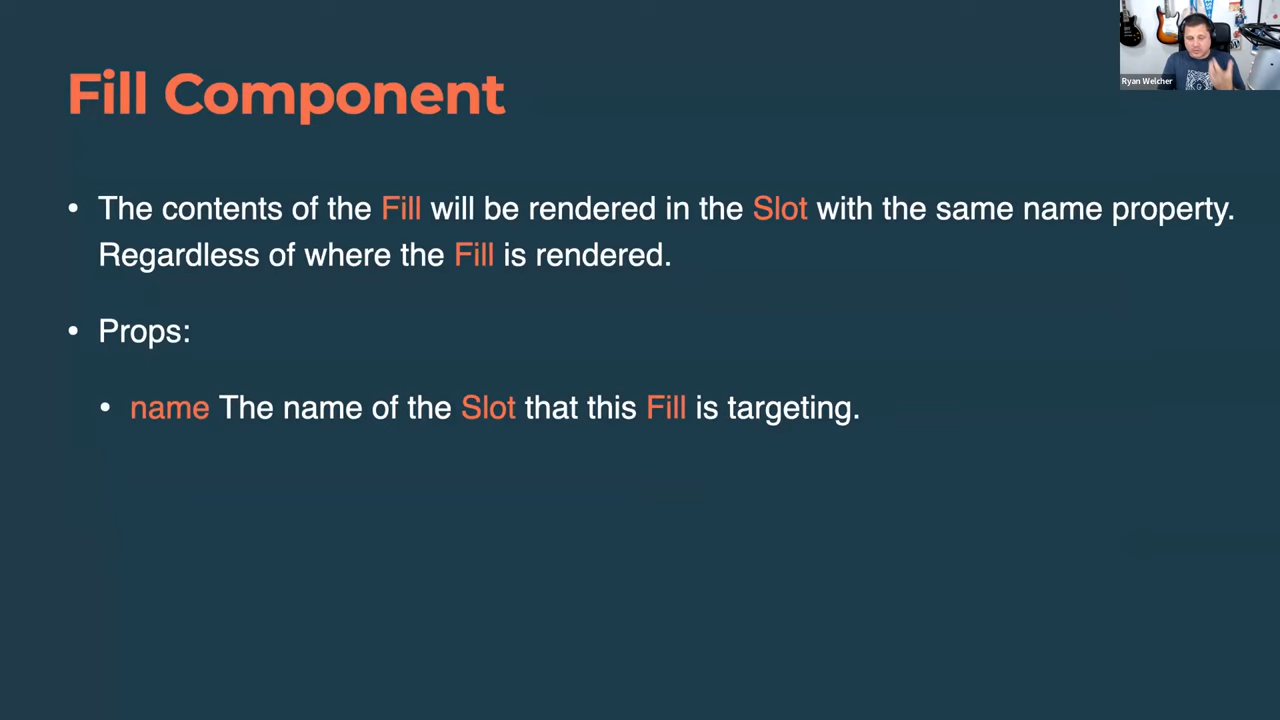 Fill Component
• The contents of the Fill will be rendered in the Slot with the same name property.
Regardless of where the Fill is rendered.
• Props:
• name The name of the Slot that this Fill is targeting.
Ryan Welcher